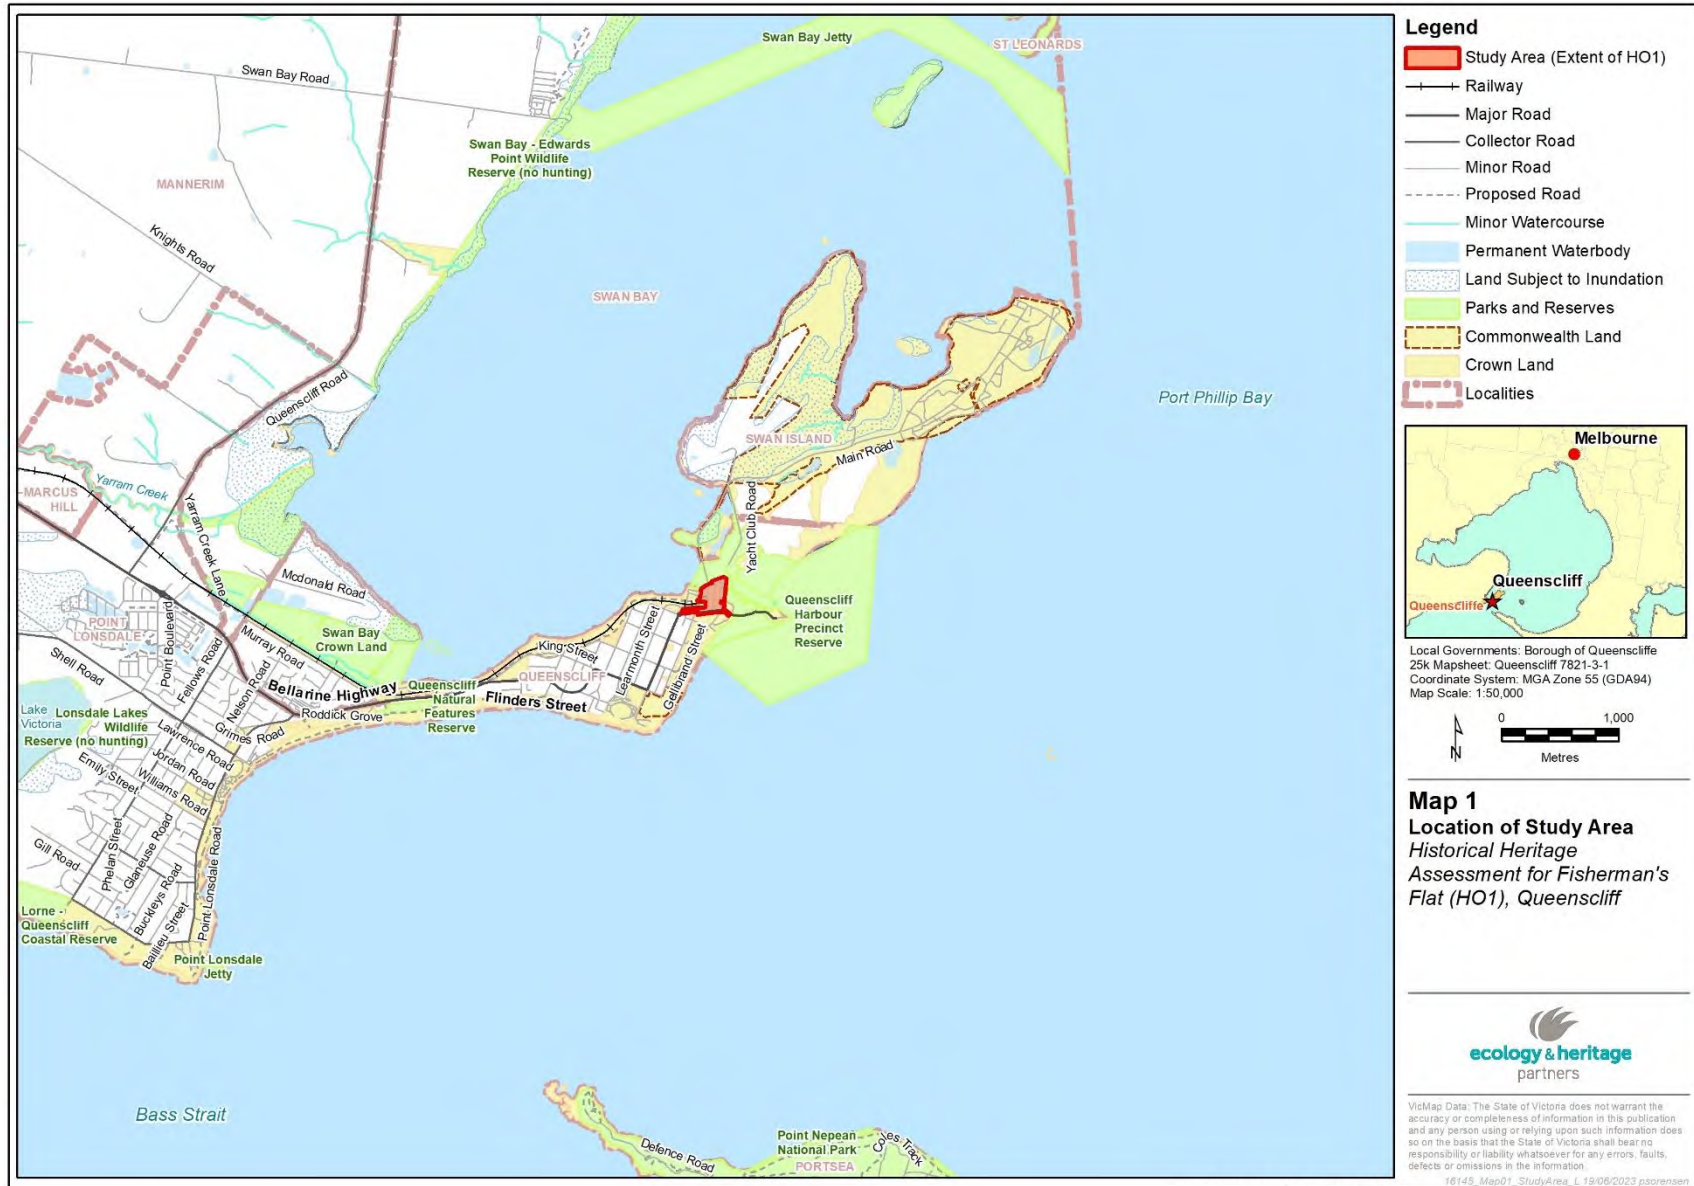 Swan Bay Jetty
ST LEONARDS
Swan Bay Road
Swan Bay - Edwards
Point Wildlife
Reserve (no hunting)
MANNERIM
Knights Road
SWAN BAY
Queenscliff Road
Port Phillip Bay
SWAN ISLAND
Main Road
Yarram Creek
MARCUS
HILL
Yarram Creek Lane
Yacht Club Road
Mcdonald Road
POINT
LONSDALE
Point Boulevard
Swan Bay
Crown Land
Queenscliff
Harbour
Precinct
Reserve
Murray Road
Shell Road
Fellows Road
Nelson Road
King Street
Learmonth Street
QUEENSCLIFF
Gellibrand Street
Bellarine Highway
Queenscliff
Natural
Features
Reserve
Flinders Street
Roddick Grove
Lake
Victoria
Lonsdale Lakes
Wildlife
Reserve (no hunting)
Grimes Road
Lawrence Road
Jordan Road
Emily Street
Williams Road
Phelan Street
Glaneuse Road
Gill Road
Buckleys Road
Point Lonsdale Road
Baillieu Street
Lorne -
Queenscliff
Coastal Reserve
Point Lonsdale
Jetty
Bass Strait
Defence Road
Point Nepean
National Park
PORTSEA
Coles Track
Legend
Study Area (Extent of HO1)
Railway
Major Road
Collector Road
Minor Road
Proposed Road
Minor Watercourse
Permanent Waterbody
Land Subject to Inundation
Parks and Reserves
Commonwealth Land
Crown Land
Localities
Melbourne
Queenscliff
Queenscliffe
Local Governments: Borough of Queenscliffe
25k Mapsheet: Queenscliff 7821-3-1
Coordinate System: MGA Zone 55 (GDA94)
Map Scale: 1:50,000
N
0 1,000
Metres
Map 1
Location of Study Area
Historical Heritage
Assessment for Fisherman's
Flat (HO1), Queenscliff
ecology & heritage
partners
VicMap Data: The State of Victoria does not warrant the
accuracy or completeness of information in this publication
and any person using or relying upon such information does
so on the basis that the State of Victoria shall bear no
responsibility or liability whatsoever for any errors, faults,
defects or omissions in the information.
16145_Map01_StudyArea_L 19/06/2023 psorensen